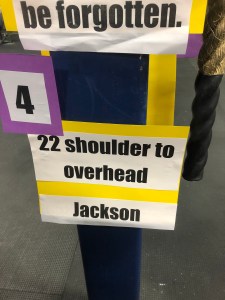 be forgotten.
4
22 shoulder to
overhead
Jackson